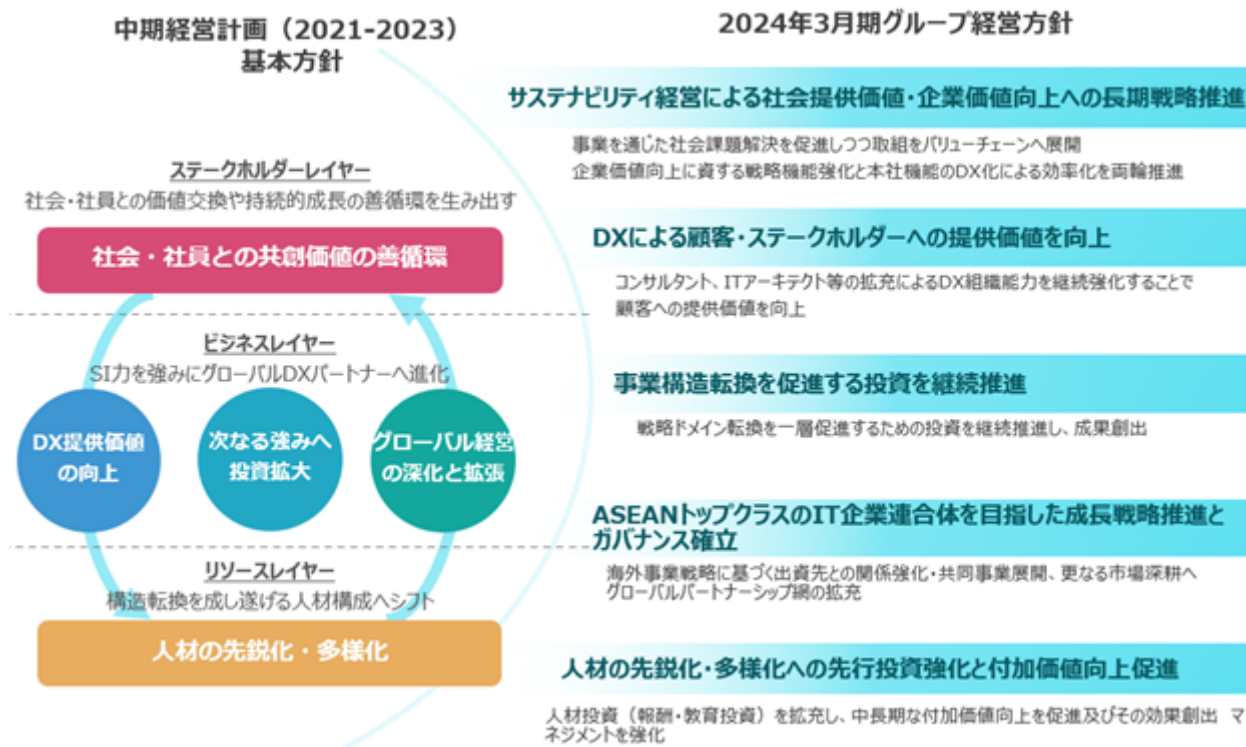 中期経営計画（2021-2023）
基本方針
ステークホルダーレイヤー
社会・社員との価値交換や持続的成長の善循環を生み出す
社会・社員との共創価値の善循環
ビジネスレイヤー
SI力を強みにグローバルDXパートナーへ進化
DX提供価値
の向上
次なる強みへ
投資拡大
グローバル経営
の深化と拡張
リソースレイヤー
構造転換を成し遂げる人材構成へシフト
人材の先鋭化・多様化
2024年3月期グループ経営方針
サステナビリティ経営による社会提供価値・企業価値向上への長期戦略推進
事業を通じた社会課題解決を促進しつつ取組をバリューチェーンへ展開
企業価値向上に資する戦略機能強化と本社機能のDX化による効率化を両輪推進
DXによる顧客・ステークホルダーへの提供価値を向上
コンサルタント、ITアーキテクト等の拡充によるDX組織能力を継続強化することで
顧客への提供価値を向上
事業構造転換を促進する投資を継続推進
戦略ドメイン転換を一層促進するための投資を継続推進し、成果創出
ASEANトップクラスのIT企業連合体を目指した成長戦略推進と
ガバナンス確立
海外事業戦略に基づく出資先との関係強化・共同事業展開、更なる市場深耕へ
グローバルパートナーシップ網の拡充
人材の先鋭化・多様化への先行投資強化と付加価値向上促進
人材投資（報酬・教育投資）を拡充し、中長期な付加価値向上を促進及びその効果創出 マ
ネジメントを強化